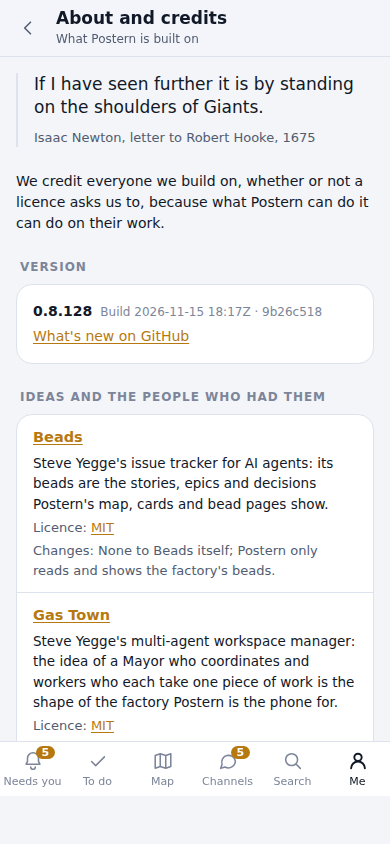 About and credits
What Postern is built on
If I have seen further it is by standing
on the shoulders of Giants.
Isaac Newton, letter to Robert Hooke, 1675
We credit everyone we build on, whether or not a
licence asks us to, because what Postern can do it
can do on their work.
VERSION
0.8.128 Build 2026-11-15 18:17Z · 9b26c518
What's new on GitHub
IDEAS AND THE PEOPLE WHO HAD THEM
Beads
Steve Yegge's issue tracker for AI agents: its
beads are the stories, epics and decisions
Postern's map, cards and bead pages show.
Licence: MIT
Changes: None to Beads itself; Postern only
reads and shows the factory's beads.
Gas Town
Steve Yegge's multi-agent workspace manager:
the idea of a Mayor who coordinates and
workers who each take one piece of work is the
shape of the factory Postern is the phone for.
Licence: MIT
5 5
Needs you To do Map Channels Search Me